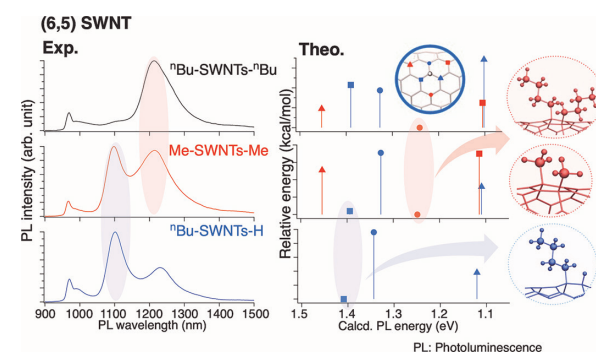 (6,5) SWNT
Exp.
Theo.
ⁿBu-SWNTs-ⁿBu
Me-SWNTs-Me
ⁿBu-SWNTs-H
PL intensity (arb. unit)
900 1000 1100 1200 1300 1400 1500
PL wavelength (nm)
Relative energy (kcal/mol)
1.5 1.4 1.3 1.2 1.1
Calcd. PL energy (eV)
PL: Photoluminescence